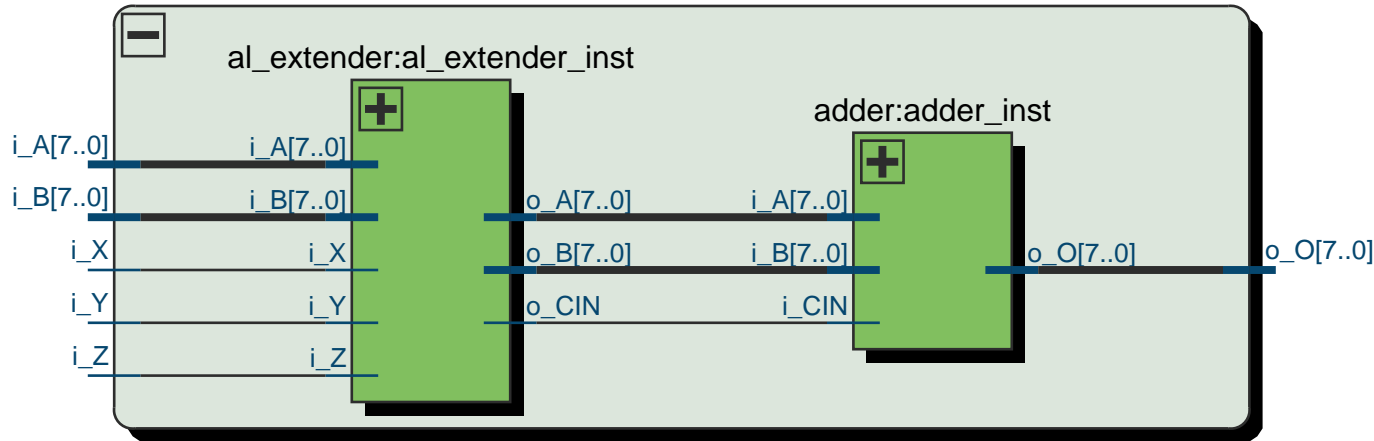 al_extender:al_extender_inst
adder:adder_inst
i_A[7..0] i_A[7..0]
i_B[7..0] i_B[7..0] o_A[7..0] i_A[7..0]
i_X i_X o_B[7..0] i_B[7..0] o_O[7..0] o_O[7..0]
i_Y i_Y o_CIN i_CIN
i_Z i_Z